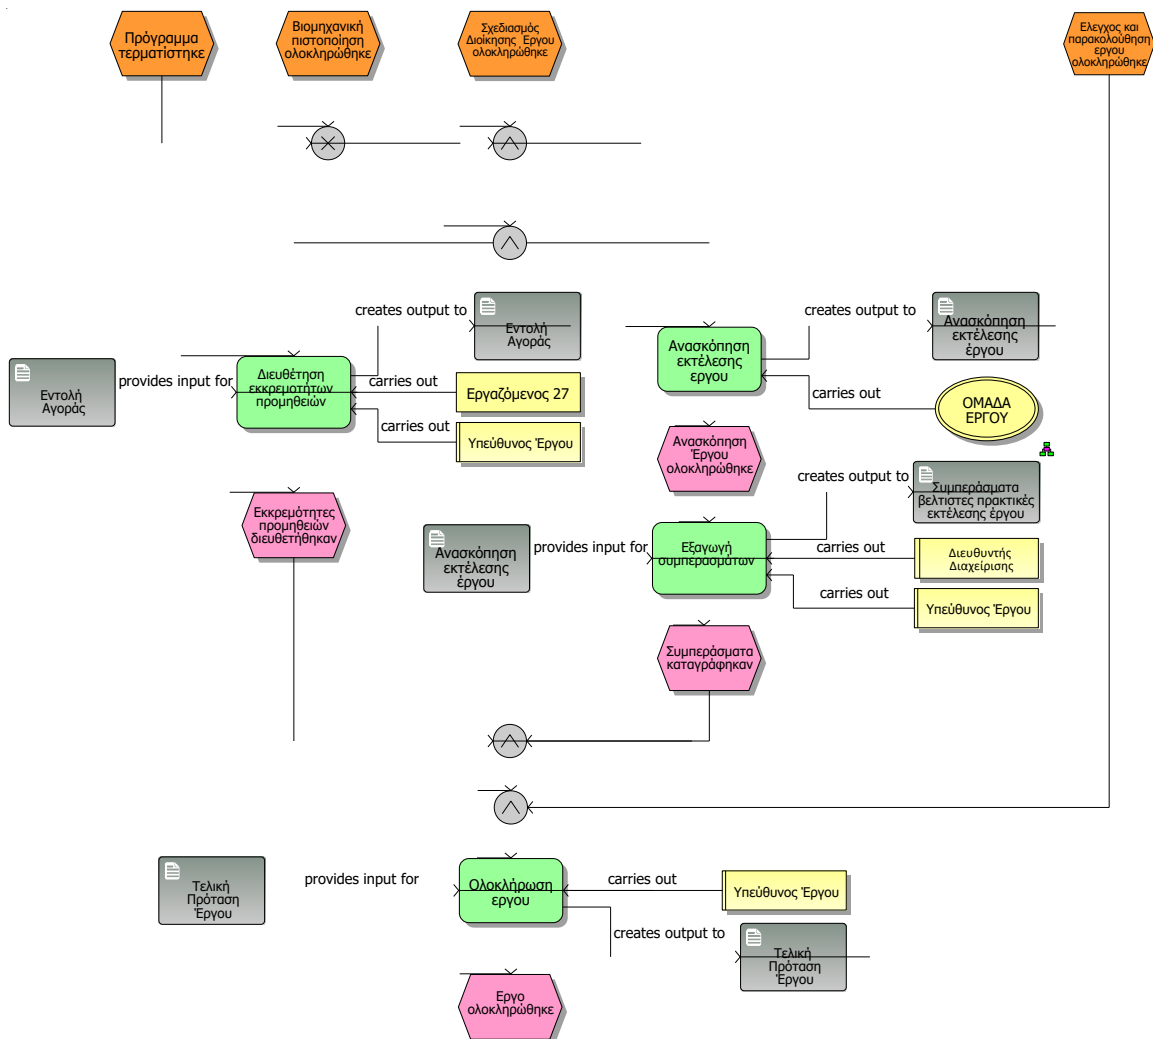 Πρόγραμμα
τερματίστηκε
Βιομηχανική
πιστοποίηση
ολοκληρώθηκε
Σχεδιασμός
Διοίκησης Εργου
ολοκληρώθηκε
Ελεγχος και
παρακολούθηση
εργου
ολοκληρώθηκε
creates output to
Εντολή
Αγοράς
creates output to
Ανασκόπηση
εκτέλεσης
έργου
Ανασκόπηση
εκτέλεσης
εργου
Εντολή
Αγοράς
provides input for
Διευθέτηση
εκκρεμοτήτων
προμηθειών
carries out
Εργαζόμενος 27
carries out
ΟΜΑΔΑ
ΕΡΓΟΥ
carries out
Υπεύθυνος Έργου
Ανασκόπηση
Έργου
ολοκληρώθηκε
creates output to
Συμπεράσματα
βελτιστες πρακτικές
εκτέλεσης έργου
Εκκρεμότητες
προμηθειών
διευθετήθηκαν
Ανασκόπηση
εκτέλεσης
έργου
provides input for
Εξαγωγή
συμπερασμάτων
carries out
Διευθυντής
Διαχείρισης
carries out
Υπεύθυνος Έργου
Συμπεράσματα
καταγράφηκαν
Τελική
Πρόταση
Έργου
provides input for
Ολοκλήρωση
εργου
carries out
Υπεύθυνος Έργου
creates output to
Τελική
Πρόταση
Έργου
Εργο
ολοκληρώθηκε